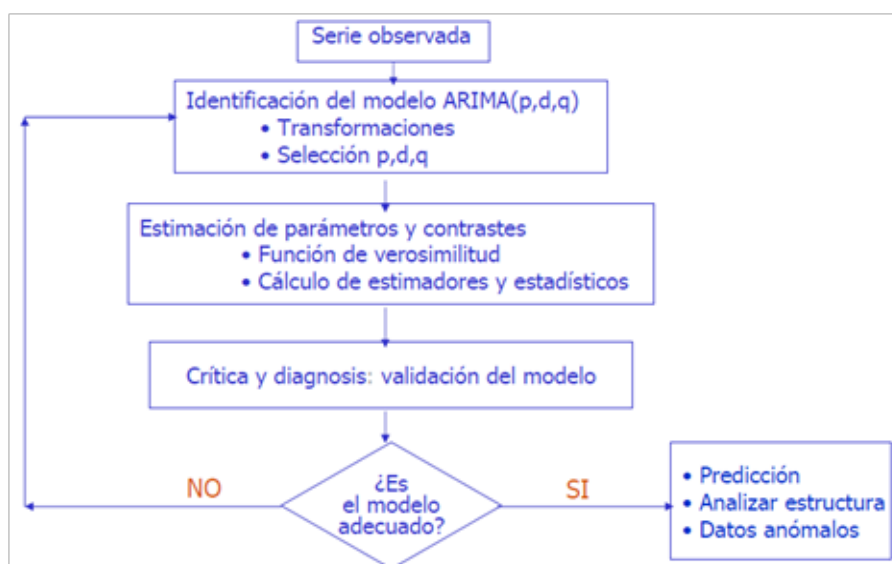 Serie observada
Identificación del modelo ARIMA(p,d,q)
• Transformaciones
• Selección p,d,q
Estimación de parámetros y contrastes
• Función de verosimilitud
• Cálculo de estimadores y estadísticos
Crítica y diagnosis: validación del modelo
¿Es
el modelo
adecuado?
NO
SI
• Predicción
• Analizar estructura
• Datos anómalos